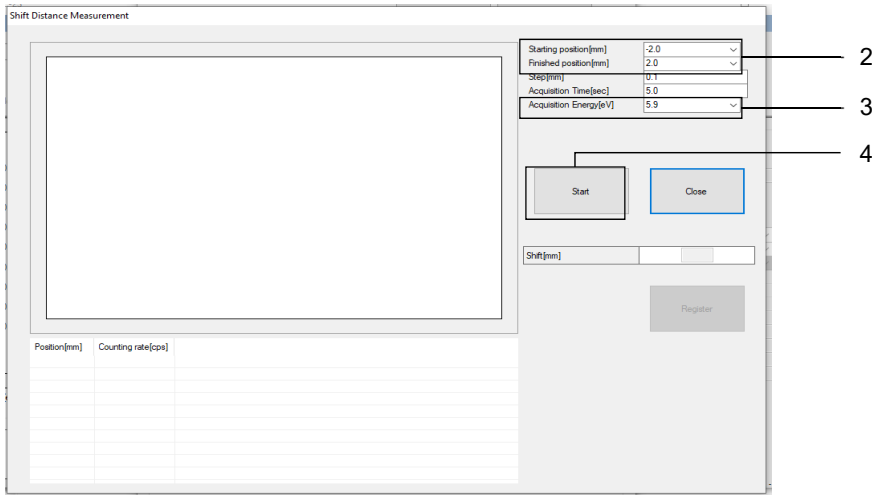 Shift Distance Measurement
Starting position[mm] -2.0
2
Finished position[mm] 2.0
Step[mm] 0.1
Acquisition Time[sec] 5.0
Acquisition Energy[eV] 5.9
3
4
Start Close
Shift[mm]
Register
Position[mm] Counting rate[cps]